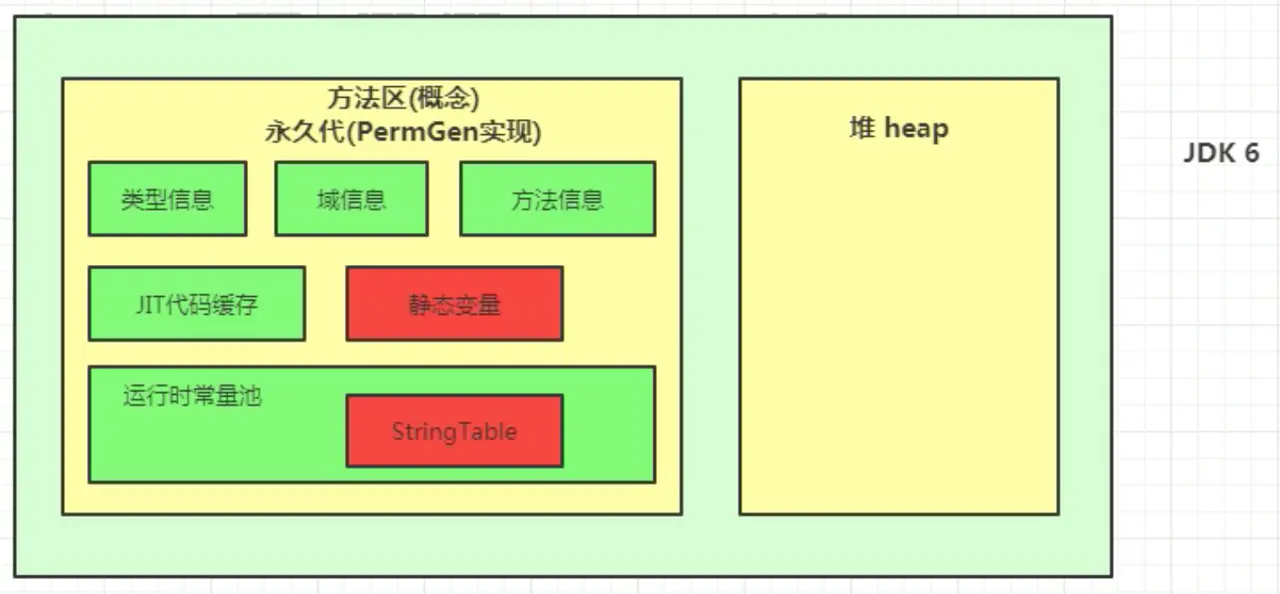 方法区(概念)
永久代(PermGen实现)
类型信息
域信息
方法信息
JIT代码缓存
静态变量
运行时常量池
StringTable
堆 heap
JDK 6